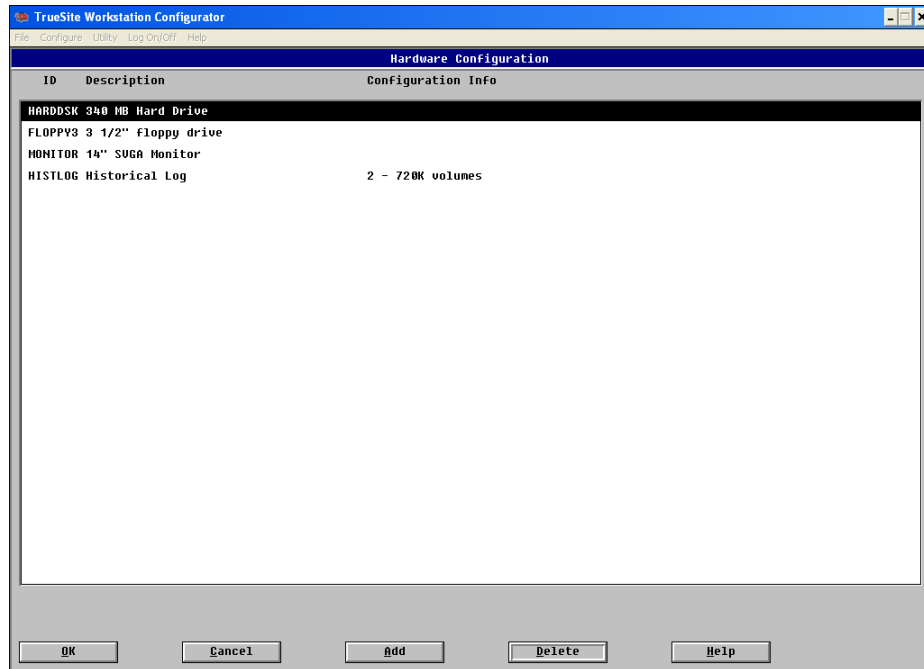 TrueSite Workstation Configurator
File Configure Utility Log On/Off Help
Hardware Configuration
ID Description Configuration Info
HARDDSK 340 MB Hard Drive
FLOPPY3 3 1/2" floppy drive
MONITOR 14" SVGA Monitor
HISTLOG Historical Log 2 - 720K volumes
OK Cancel Add Delete Help